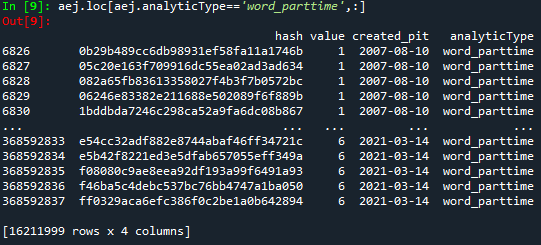 In [9]: aej.loc[aej.analyticType=='word_parttime',:]
Out[9]:
hash value created_pit analyticType
6826 0b29b489cc6db98931ef58fa11a1746b 1 2007-08-10 word_parttime
6827 05c20e163f709916dc55ea02ad3ad634 1 2007-08-10 word_parttime
6828 082a65fb83613358027f4b3f7b0572bc 1 2007-08-10 word_parttime
6829 06246e83382e211688e502089f6f889b 1 2007-08-10 word_parttime
6830 1bddbda7246c298ca52a9fa6dc08b867 1 2007-08-10 word_parttime
... ... ... ... ...
368592833 e54cc32adf882e8744abaf46ff34721c 6 2021-03-14 word_parttime
368592834 e5b42f8221ed3e5dfab657055eff349a 6 2021-03-14 word_parttime
368592835 f08080c9ae8eea92df193a99f6491a93 6 2021-03-14 word_parttime
368592836 f46ba5c4debc537bc76bb4747a1ba050 6 2021-03-14 word_parttime
368592837 ff0329aca6efc386f0c2be1a0b642894 6 2021-03-14 word_parttime
[16211999 rows x 4 columns]